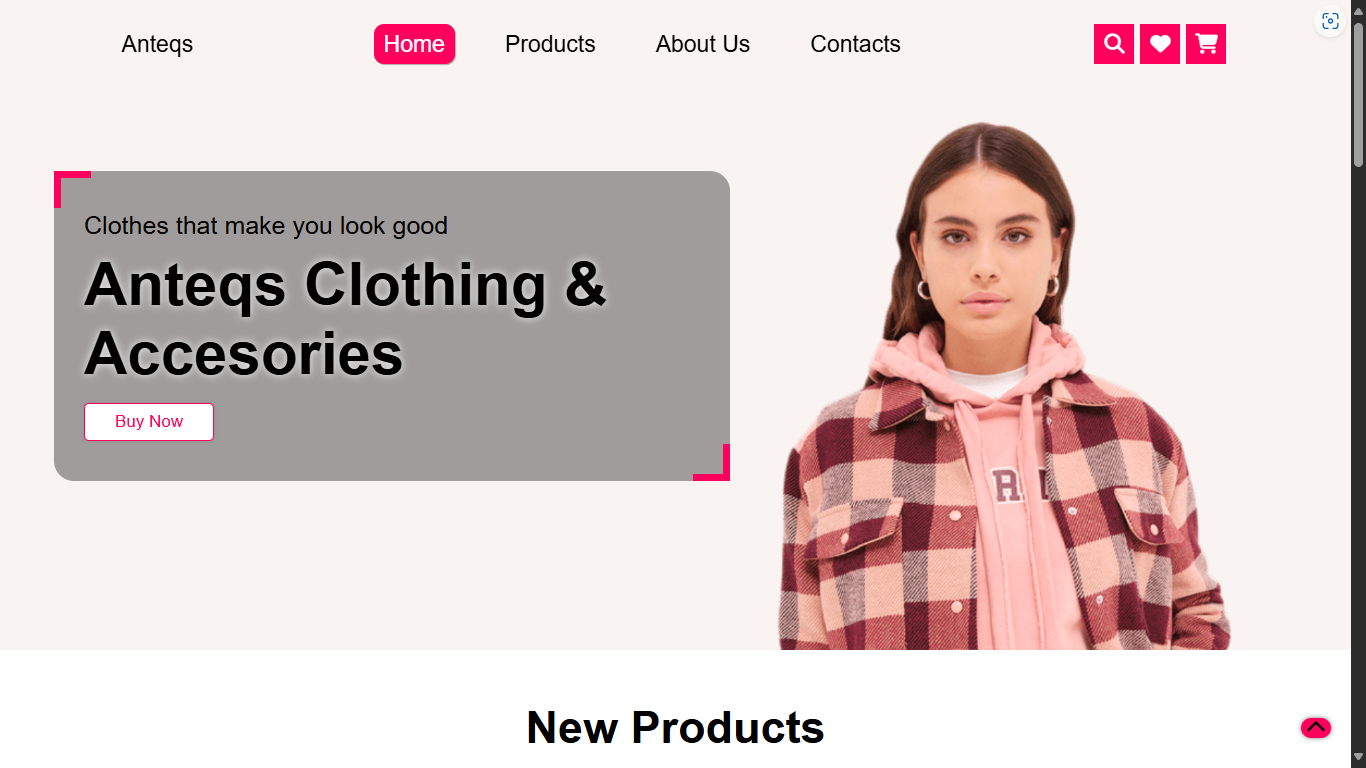 Anteqs
Home
Products
About Us
Contacts
Clothes that make you look good
Anteqs Clothing &
Accesories
Buy Now
New Products